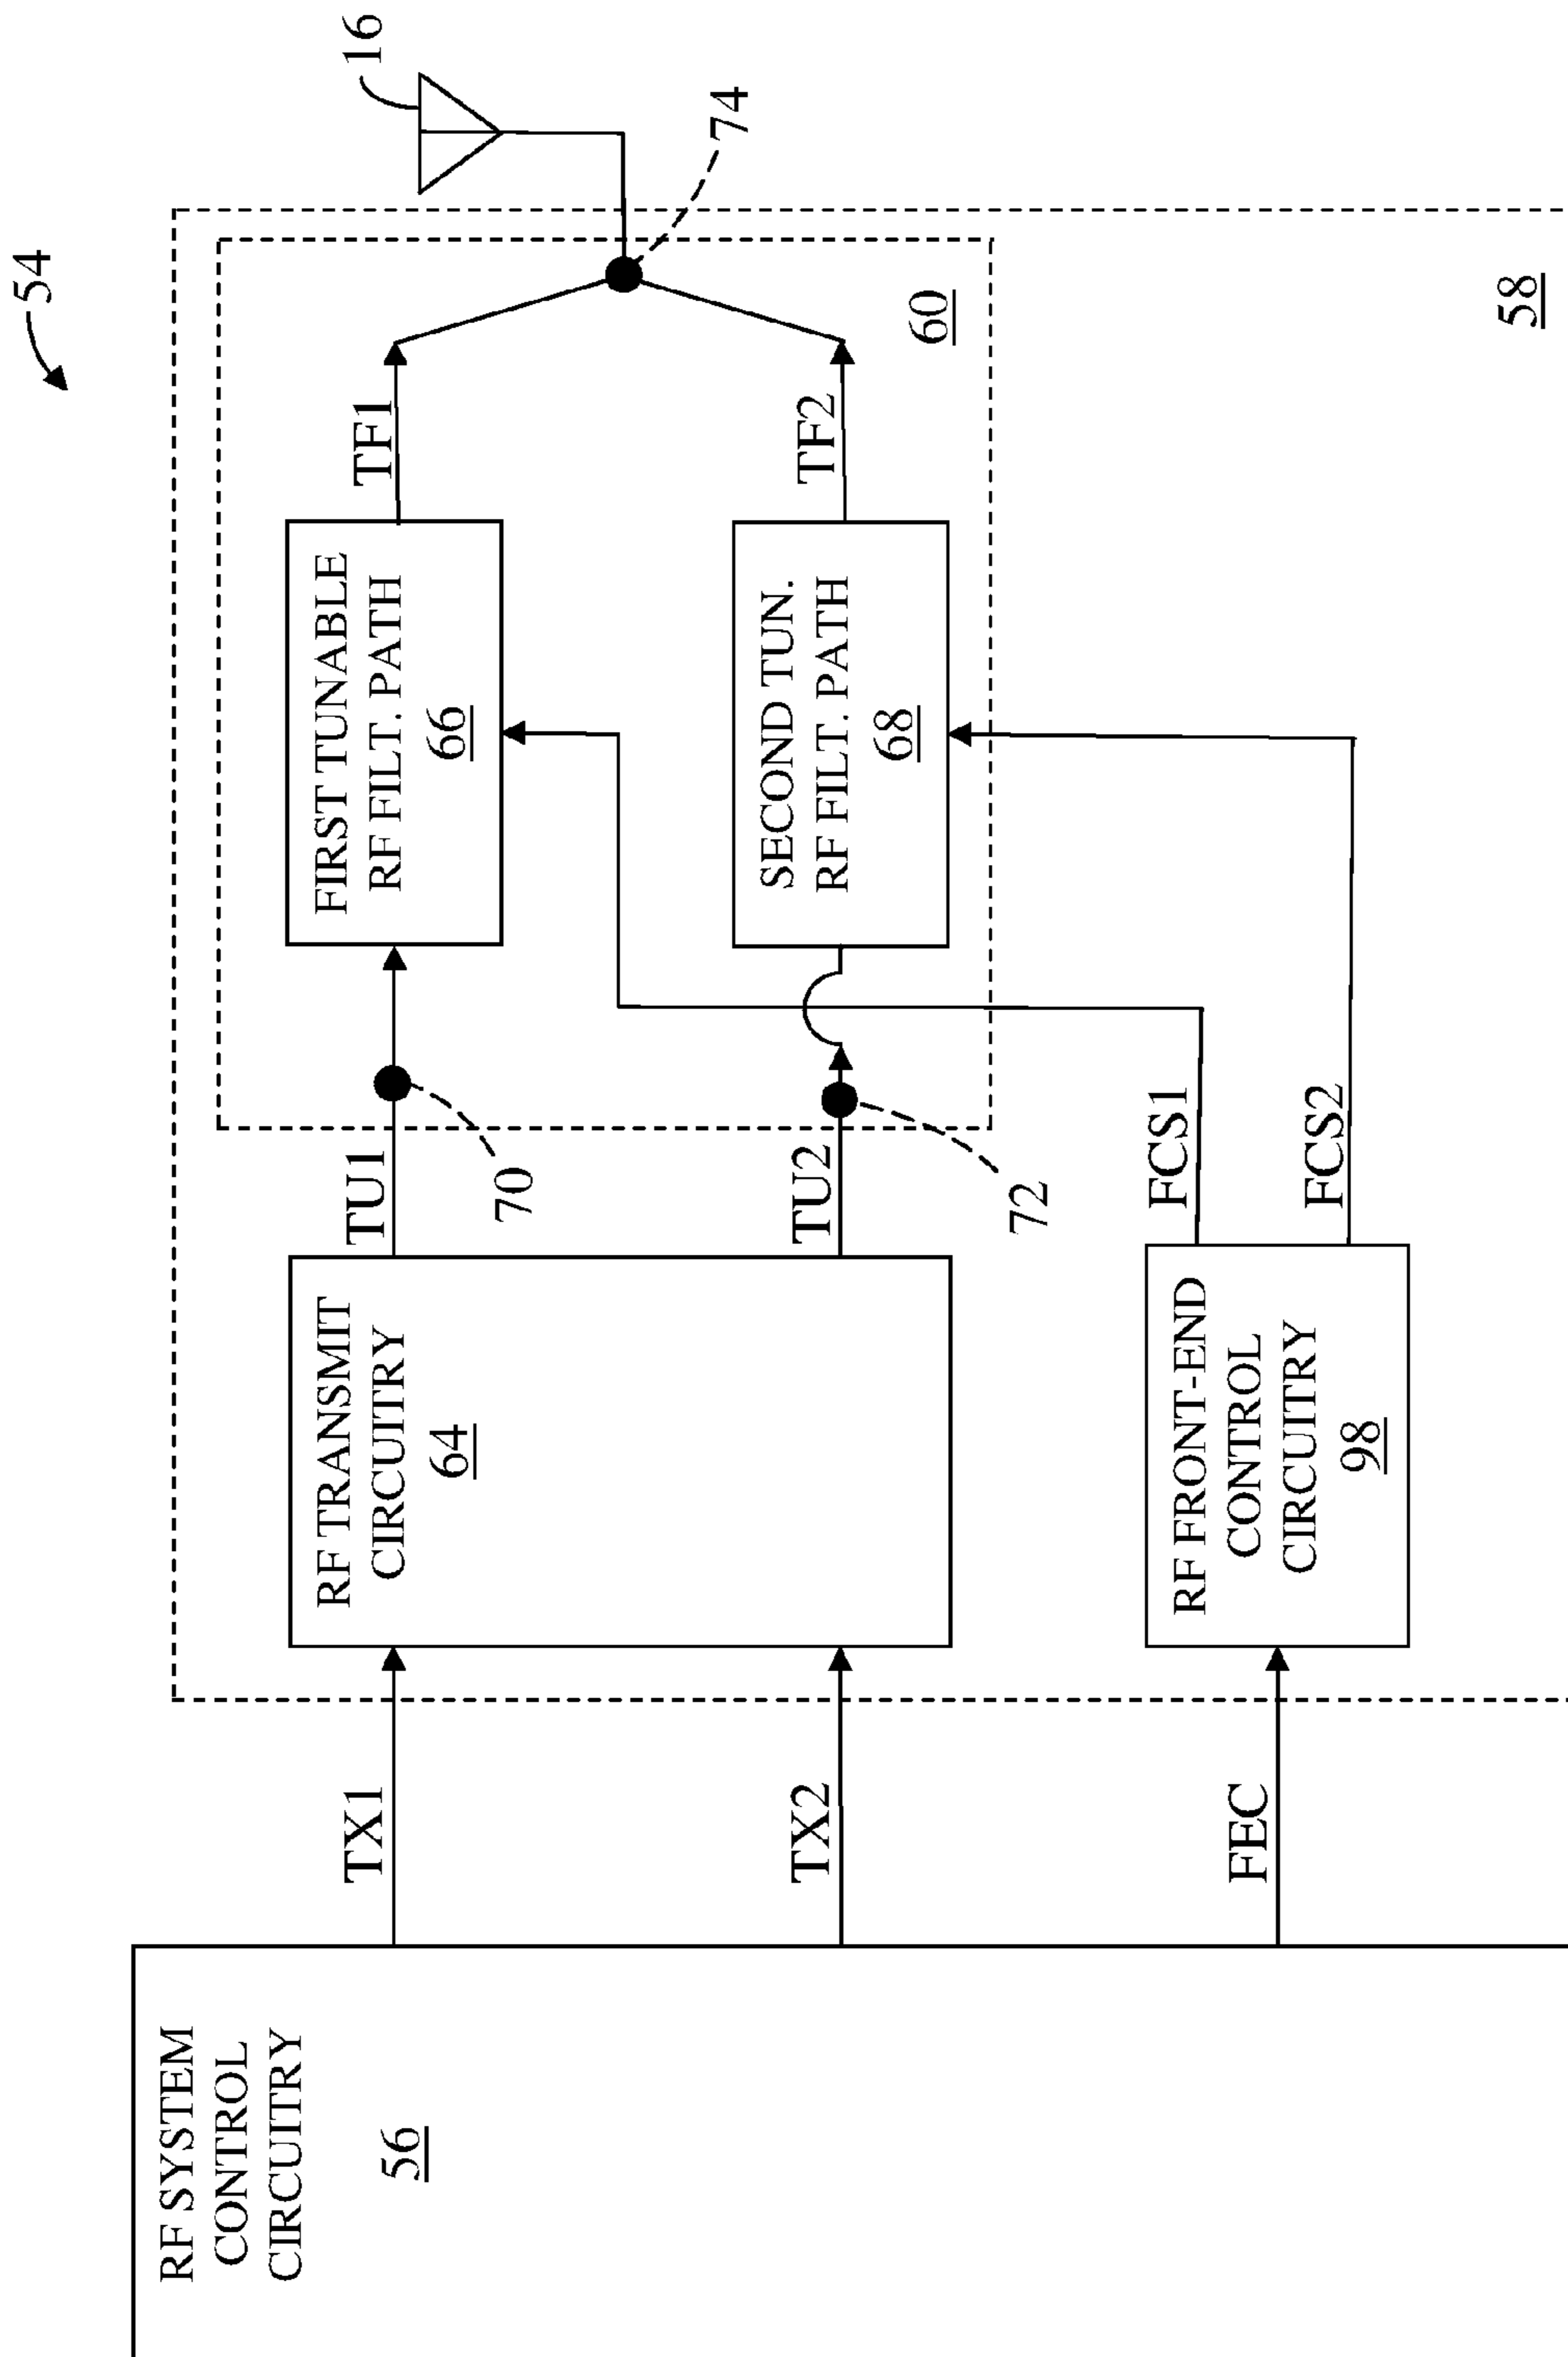 54
RF SYSTEM
CONTROL
CIRCUITRY
56
TX1
TX2
FEC
RF TRANSMIT
CIRCUITRY
64
RF FRONT-END
CONTROL
CIRCUITRY
98
TU1
70
TU2
72
FCS1
FCS2
FIRST TUNABLE
RF FILT. PATH
66
SECOND TUN.
RF FILT. PATH
68
TF1
TF2
60
58
74
16